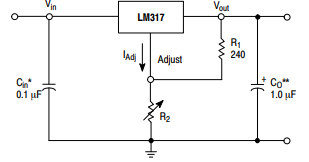 Vin
Vout
LM317
R1
240
IAdj
Adjust
Cin*
0.1 µF
+ CO**
1.0 µF
R2